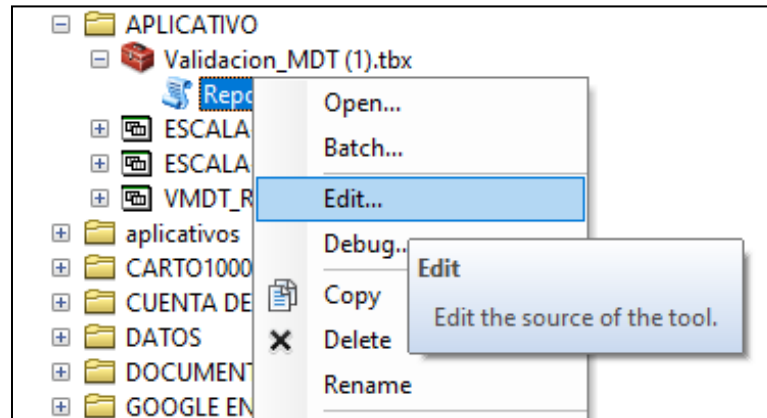 APLICATIVO
Validacion_MDT (1).tbx
Repo
Open...
ESCALA
Batch...
ESCALA
VMDT_R
Edit...
aplicativos
Debug..
Edit
CARTO1000
Edit the source of the tool.
CUENTA DE
Copy
DATOS
Delete
DOCUMENT
Rename
GOOGLE EN